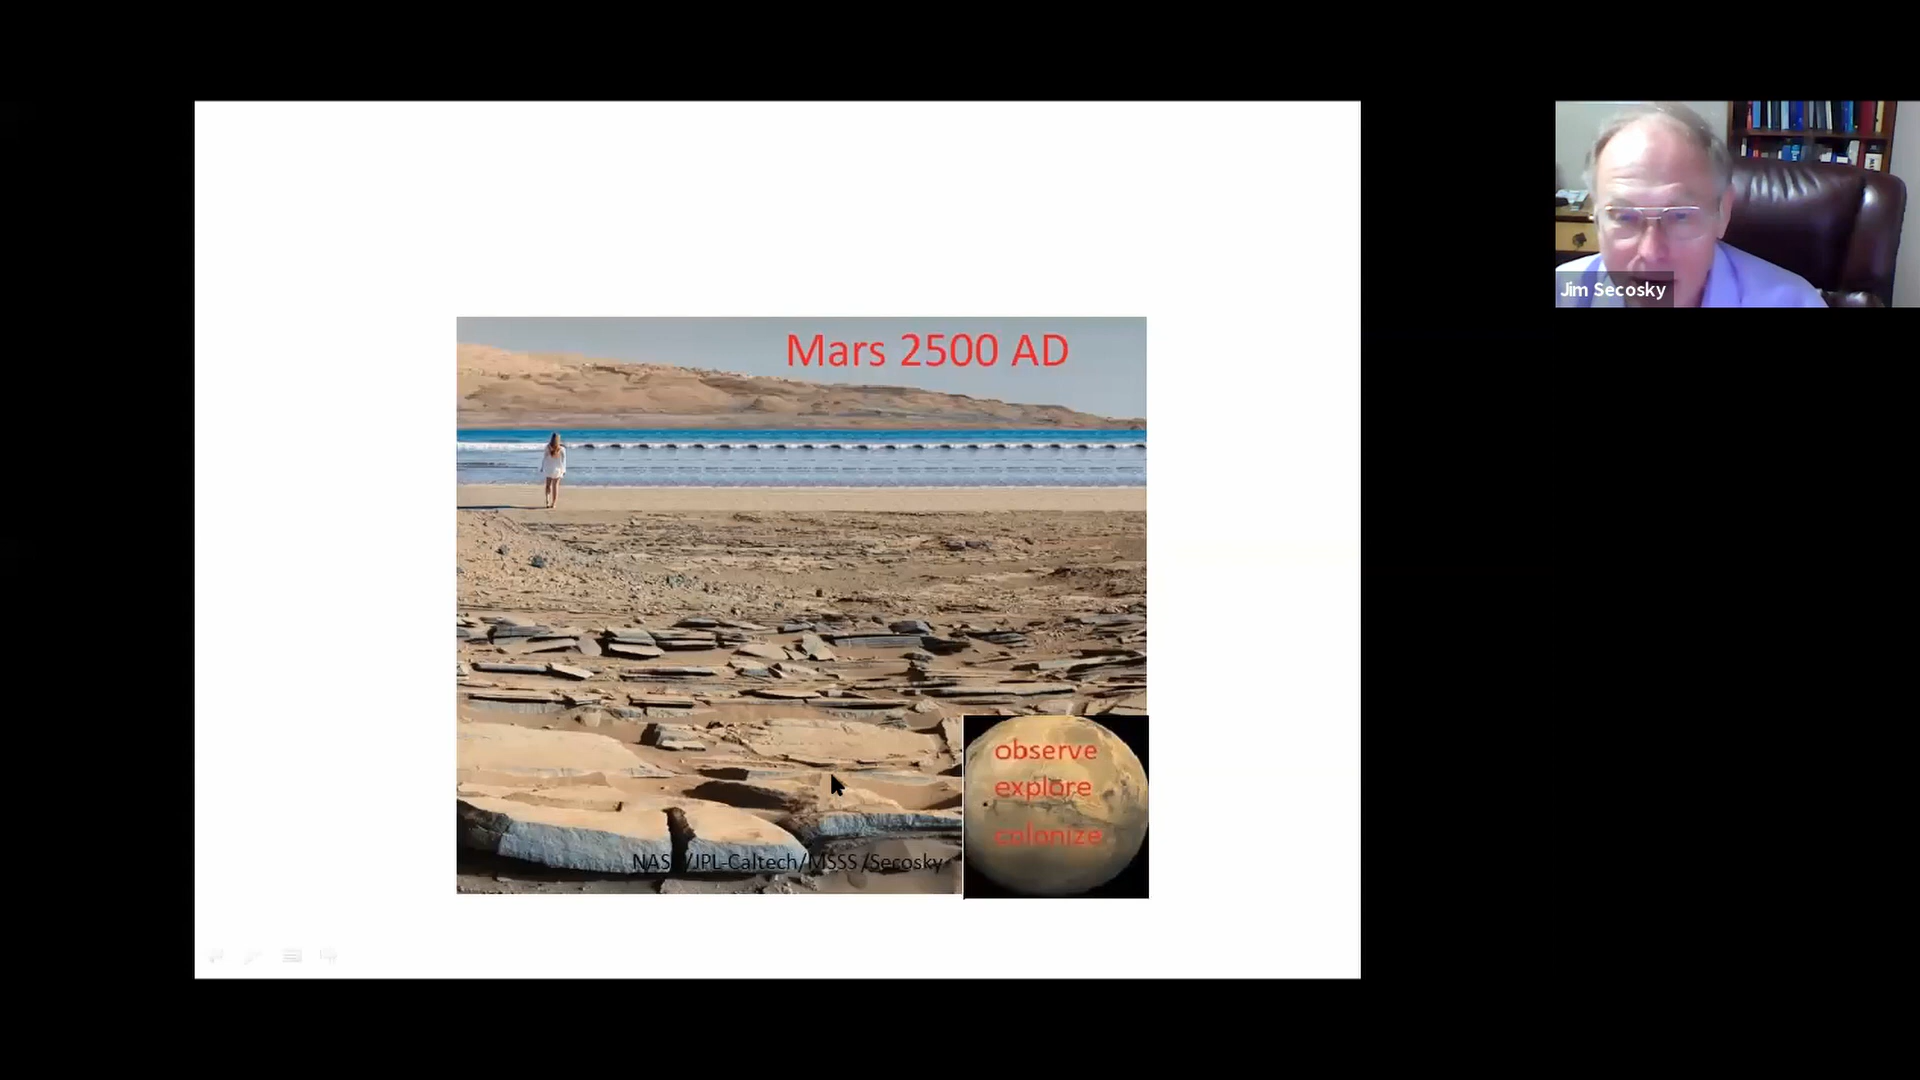 Mars 2500 AD
observe
explore
colonize
NASA/JPL-Caltech/MSSS/Secosky
Jim Secosky